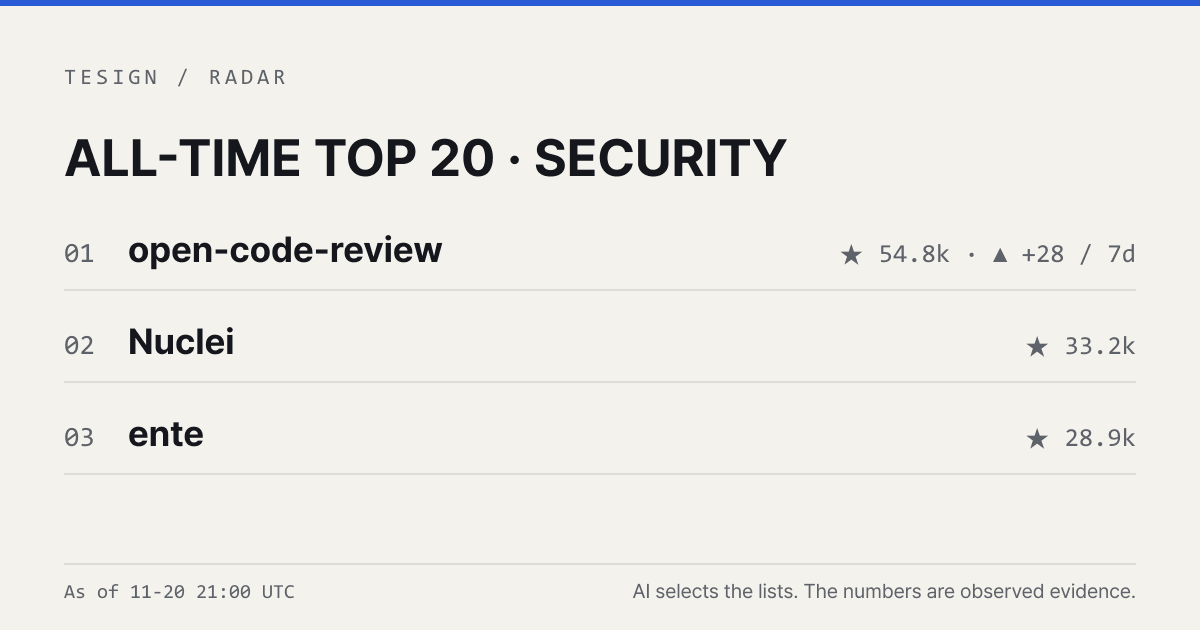 TESIGN / RADAR
ALL-TIME TOP 20 · SECURITY
01 open-code-review ★ 54.8k · ▲ +28 / 7d
02 Nuclei ★ 33.2k
03 ente ★ 28.9k
As of 11-20 21:00 UTC AI selects the lists. The numbers are observed evidence.